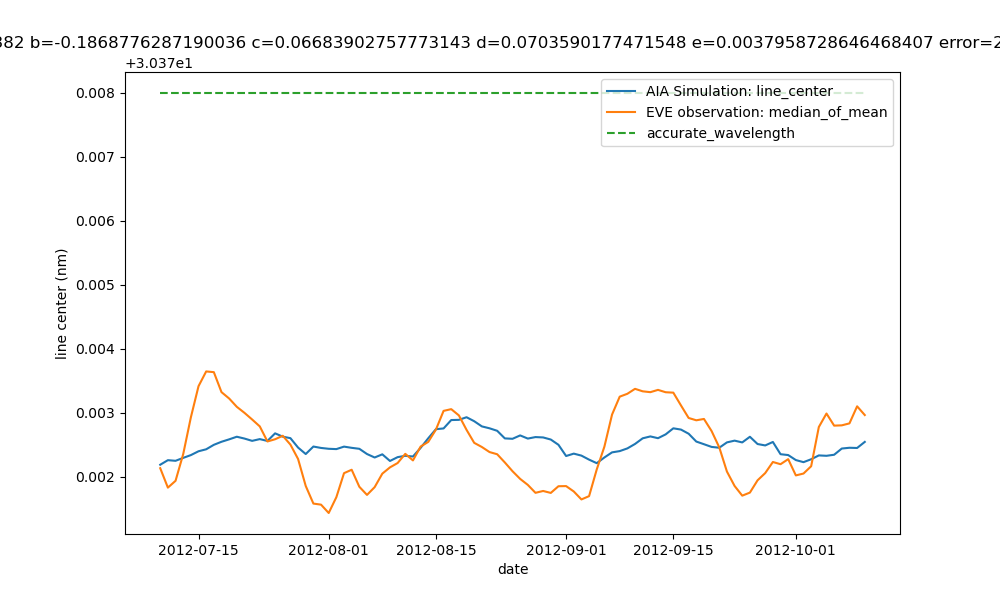 382 b=-0.1868776287190036 c=0.06683902757773143 d=0.0703590177471548 e=0.0037958728646468407 error=2
+3.037e1
0.008
0.007
0.006
0.005
0.004
0.003
0.002
line center (nm)
AIA Simulation: line_center
EVE observation: median_of_mean
accurate_wavelength
2012-07-15 2012-08-01 2012-08-15 2012-09-01 2012-09-15 2012-10-01
date